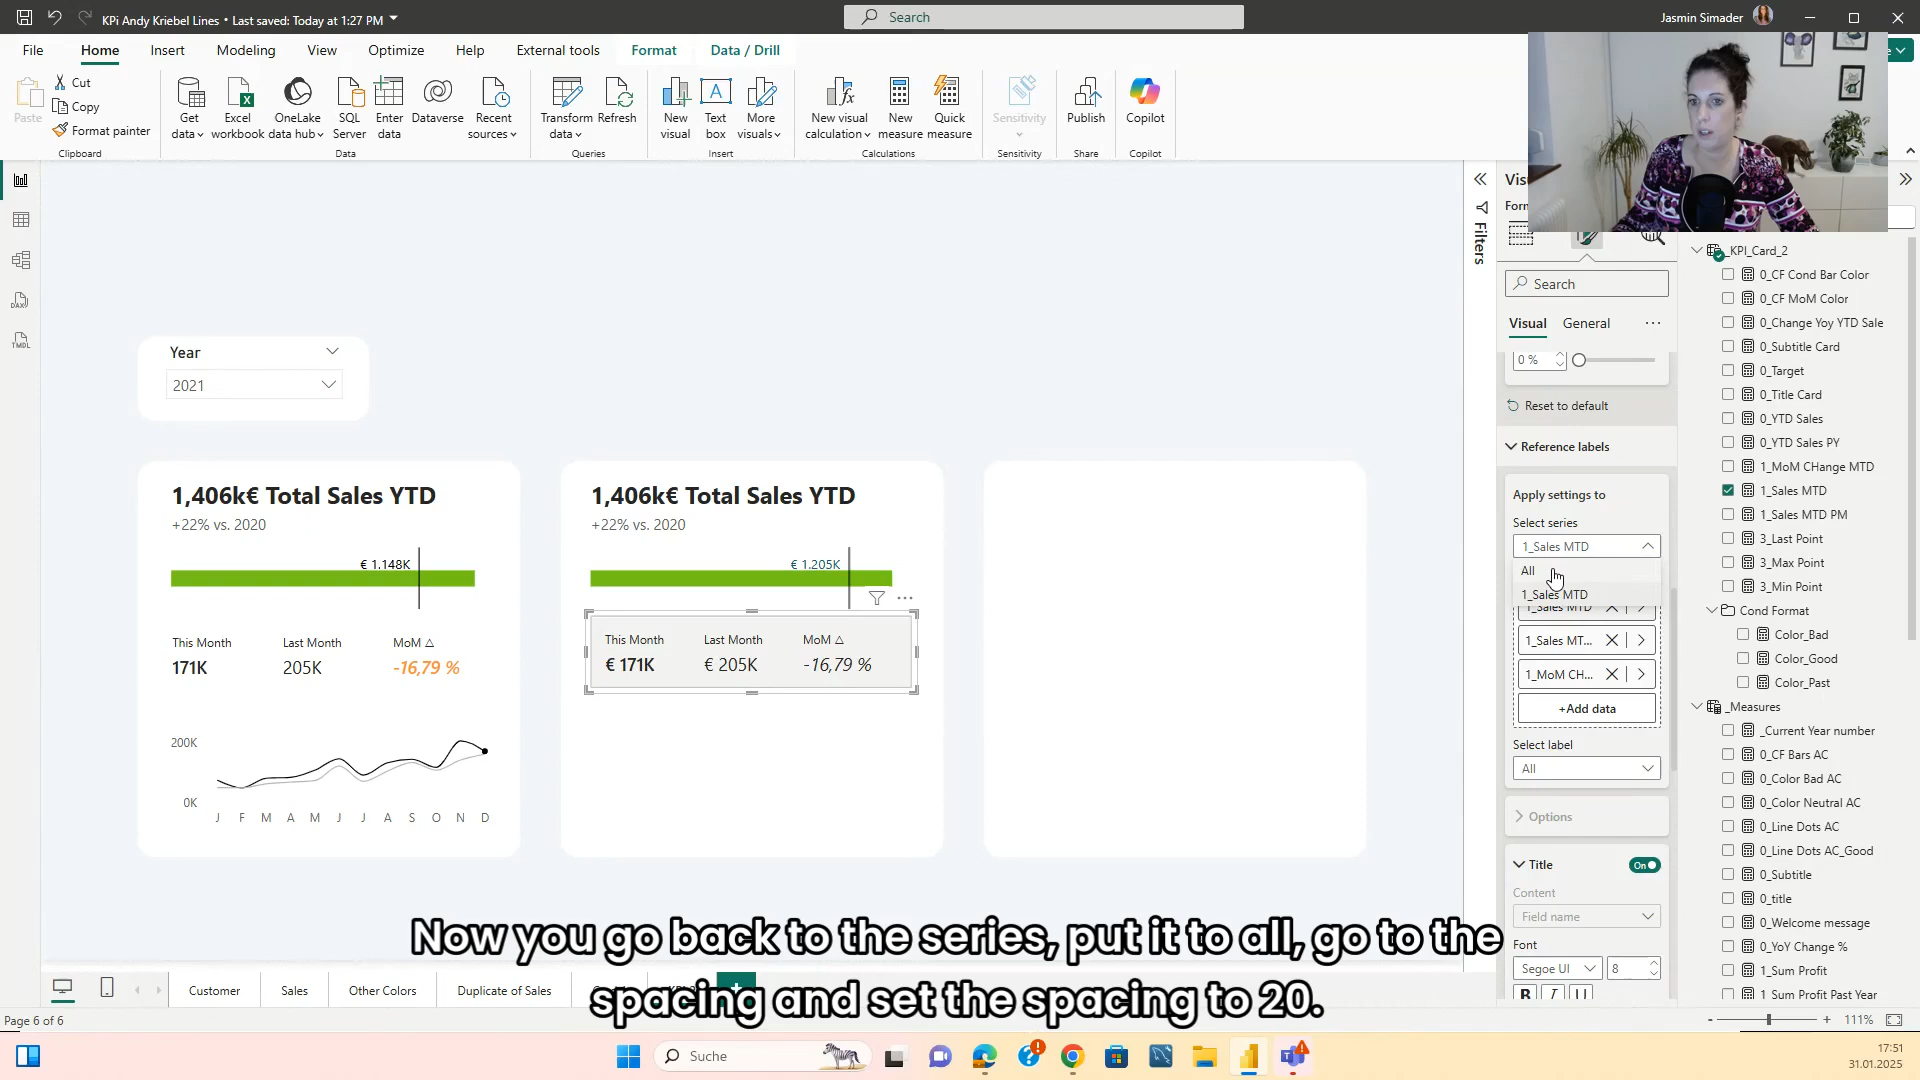 KPi Andy Kriebel Lines • Last saved: Today at 1:27 PM
Search
Jasmin Simader
File
Home
Insert
Modeling
View
Optimize
Help
External tools
Format
Data / Drill
Paste
Cut
Copy
Format painter
Clipboard
Get data
Excel workbook
OneLake data hub
SQL Server
Enter data
Dataverse
Recent sources
Data
Transform data
Refresh
Queries
New visual
Text box
More visuals
Insert
New visual calculation
New measure
Quick measure
Calculations
Sensitivity
Sensitivity
Publish
Share
Copilot
Copilot
Filters
Year
2021
1,406k€ Total Sales YTD
+22% vs. 2020
€ 1.148K
This Month
171K
Last Month
205K
MoM △
-16,79 %
200K
0K
J F M A M J J A S O N D
1,406k€ Total Sales YTD
+22% vs. 2020
€ 1.205K
This Month
€ 171K
Last Month
€ 205K
MoM △
-16,79 %
Search
Visual
General
0 %
Reset to default
Reference labels
Apply settings to
Select series
1_Sales MTD
All
1_Sales MTD
1_Sales MTD
1_Sales MT...
1_MoM CH...
+Add data
Select label
All
Options
Title
On
Content
Field name
Font
Segoe UI
8
B I U
_KPI_Card_2
0_CF Cond Bar Color
0_CF MoM Color
0_Change Yoy YTD Sale
0_Subtitle Card
0_Target
0_Title Card
0_YTD Sales
0_YTD Sales PY
1_MoM CHange MTD
1_Sales MTD
1_Sales MTD PM
3_Last Point
3_Max Point
3_Min Point
Cond Format
Color_Bad
Color_Good
Color_Past
_Measures
_Current Year number
0_CF Bars AC
0_Color Bad AC
0_Color Neutral AC
0_Line Dots AC
0_Line Dots AC_Good
0_Subtitle
0_title
0_Welcome message
0_YoY Change %
1_Sum Profit
1_Sum Profit Past Year
Now you go back to the series, put it to all, go to the
spacing and set the spacing to 20.
Customer
Sales
Other Colors
Duplicate of Sales
Page 6 of 6
111%
Suche
17:51
31.01.2025